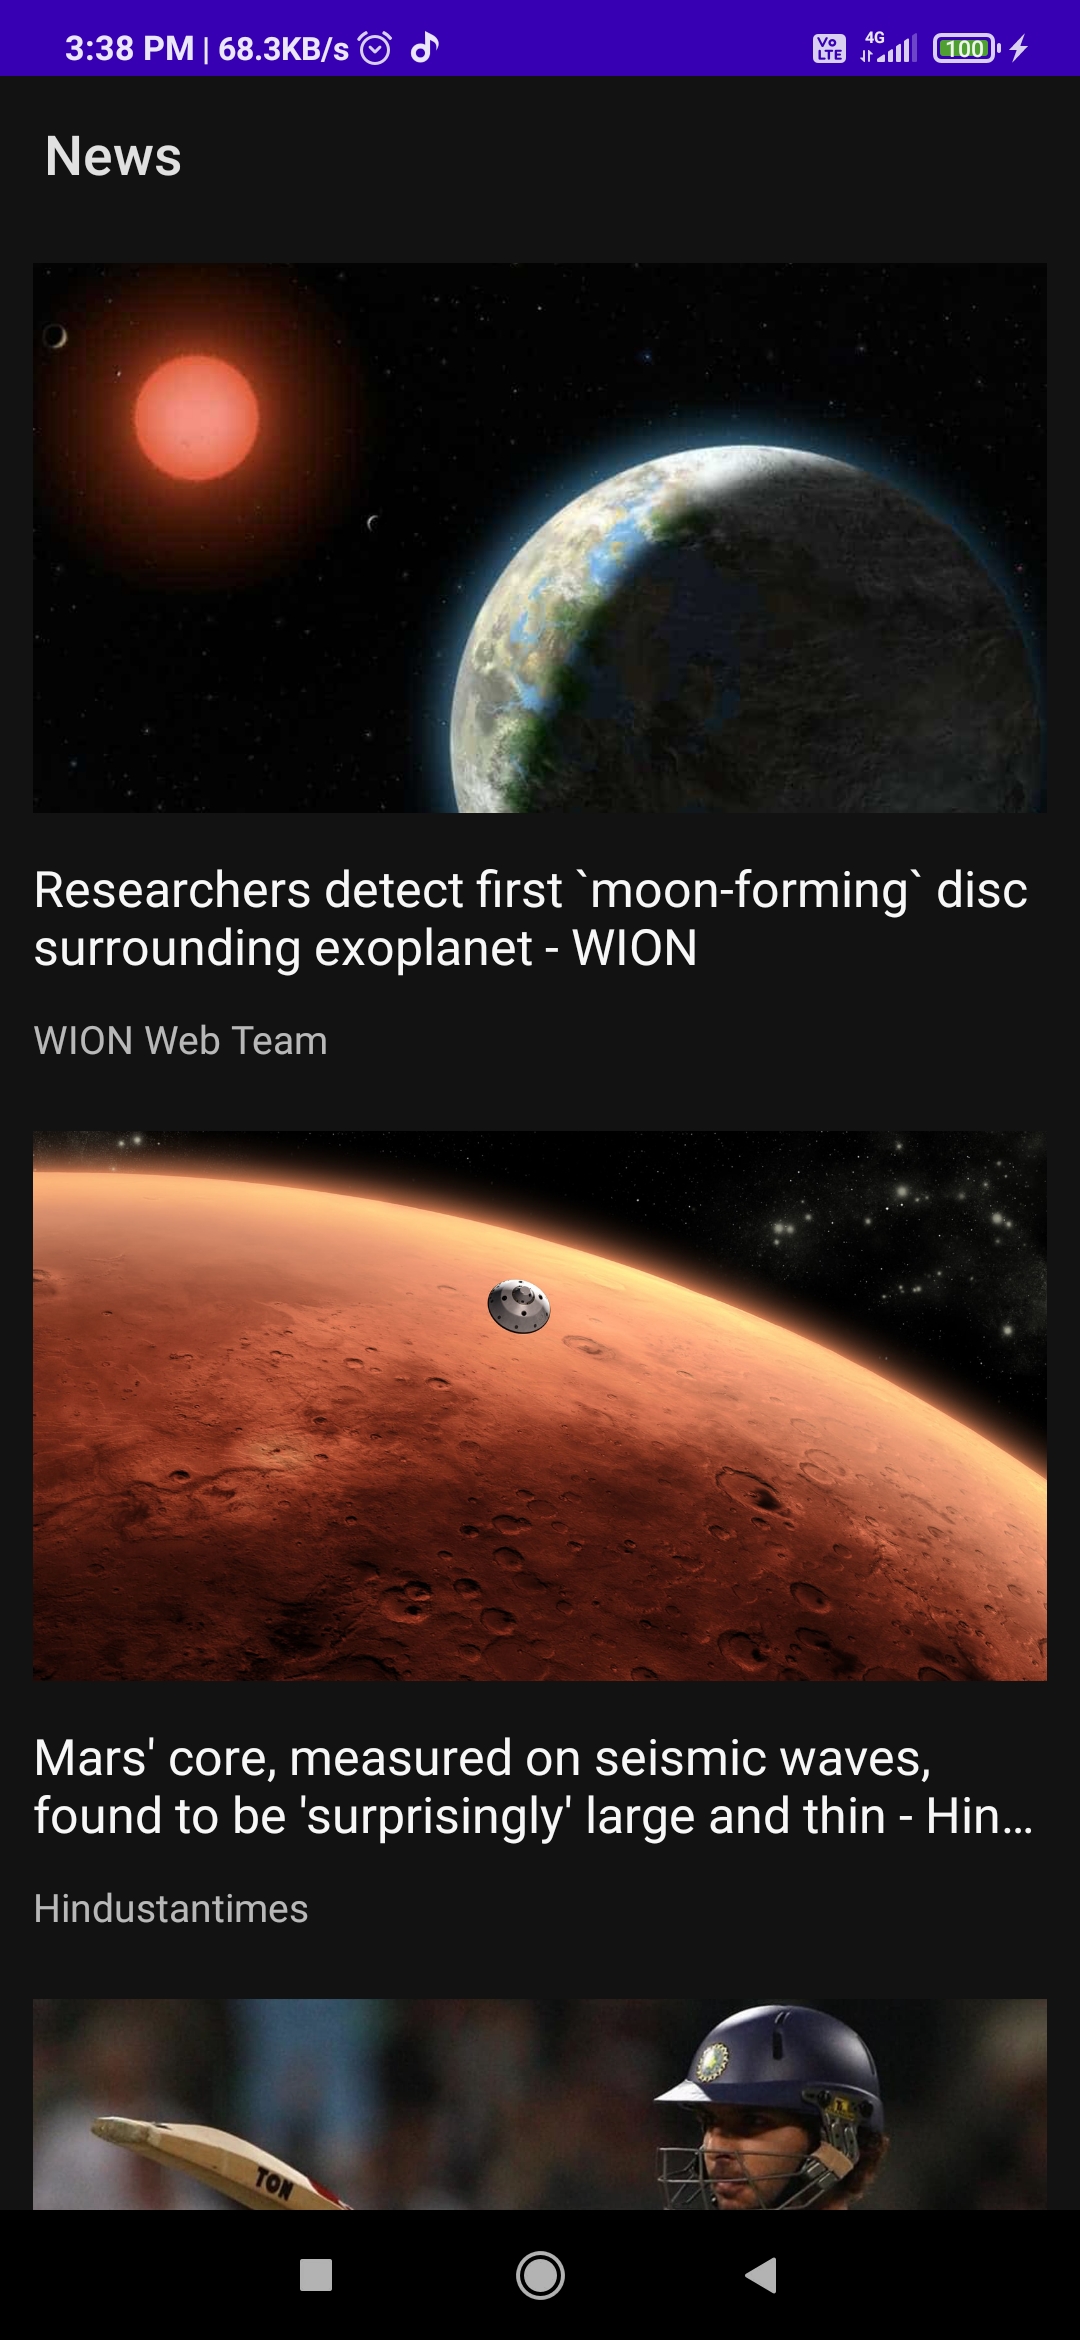 3:38 PM | 68.3KB/s
Vo LTE 4G 100
News
Researchers detect first `moon-forming` disc
surrounding exoplanet - WION
WION Web Team
Mars' core, measured on seismic waves,
found to be 'surprisingly' large and thin - Hin...
Hindustantimes
TON